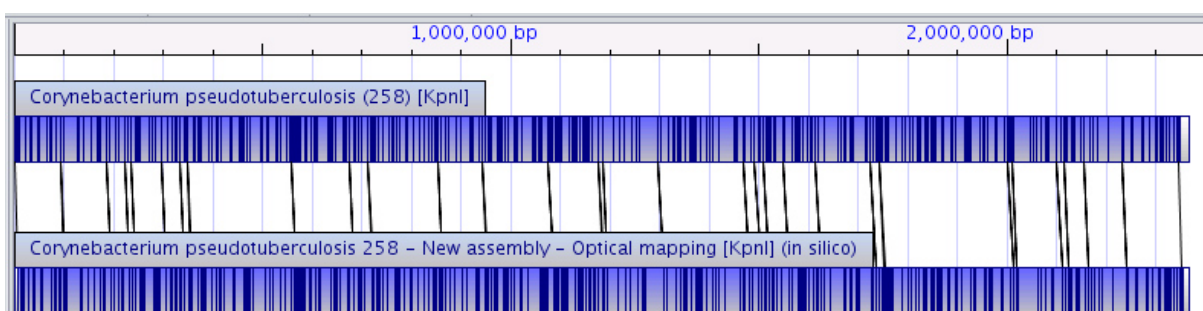 1,000,000 bp 2,000,000 bp
Corynebacterium pseudotuberculosis (258) [KpnI]
Corynebacterium pseudotuberculosis 258 – New assembly – Optical mapping [KpnI] (in silico)